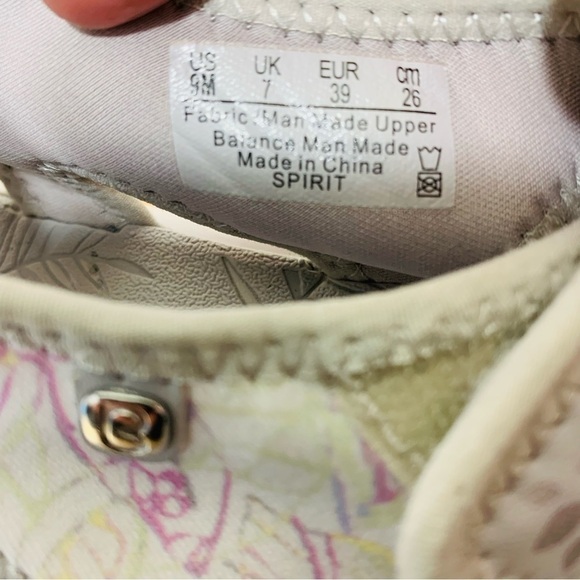 US UK EUR cm
9M 7 39 26
Fabric/Man Made Upper
Balance Man Made
Made in China
SPIRIT